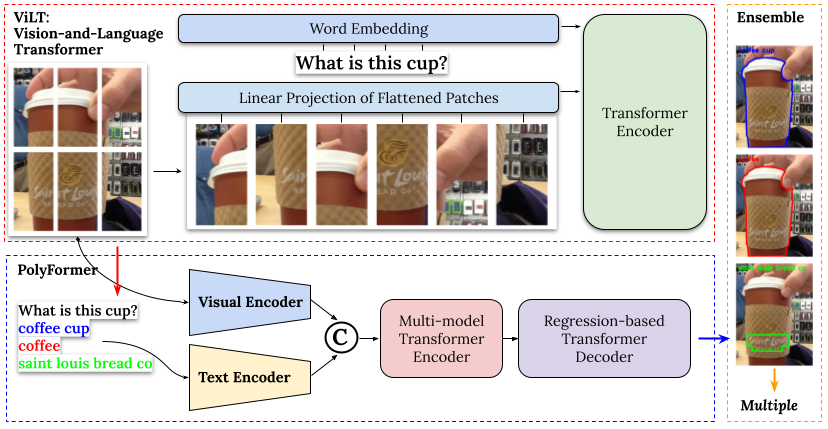 ViLT:
Vision-and-Language
Transformer
Word Embedding
What is this cup?
Linear Projection of Flattened Patches
Transformer
Encoder
Saint Loui
BREAD CO
PolyFormer
What is this cup?
coffee cup
coffee
saint louis bread co
Visual Encoder
Text Encoder
C
Multi-model
Transformer
Encoder
Regression-based
Transformer
Decoder
Ensemble
coffee cup
Multiple